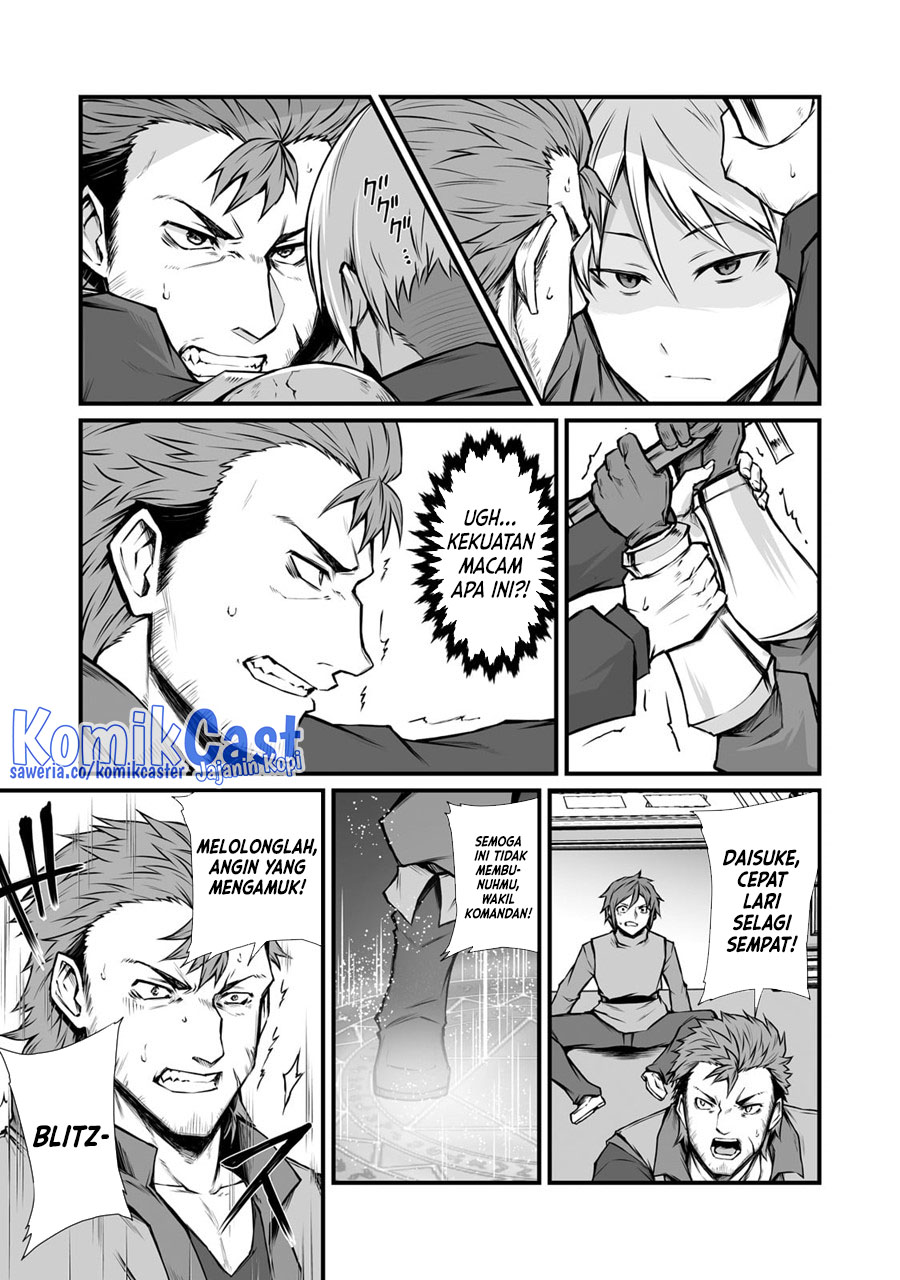 ググググ…
UGH...
KEKUATAN
MACAM
APA INI?!
KomikCast
saweria.co/komikcaster Jajanin Kopi
DAISUKE,
CEPAT
LARI
SELAGI
SEMPAT!
SEMOGA
INI TIDAK
MEMBU-
NUHMU,
WAKIL
KOMANDAN!
MELOLONGLAH,
ANGIN YANG
MENGAMUK!
BLITZ-